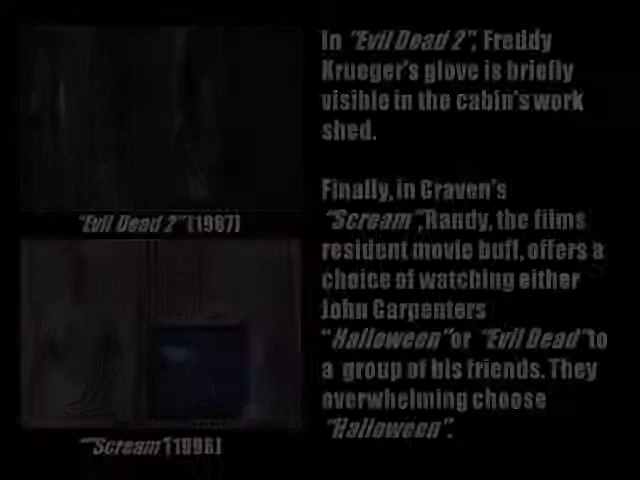 In "Evil Dead 2", Freddy
Krueger's glove is briefly
visible in the cabin's work
shed.
"Evil Dead 2" (1987)
Finally, in Craven's
"Scream", Randy, the films
resident movie buff, offers a
choice of watching either
John Carpenters
"Halloween" or "Evil Dead" to
a group of his friends. They
overwhelming choose
"Halloween".
"Scream" (1996)